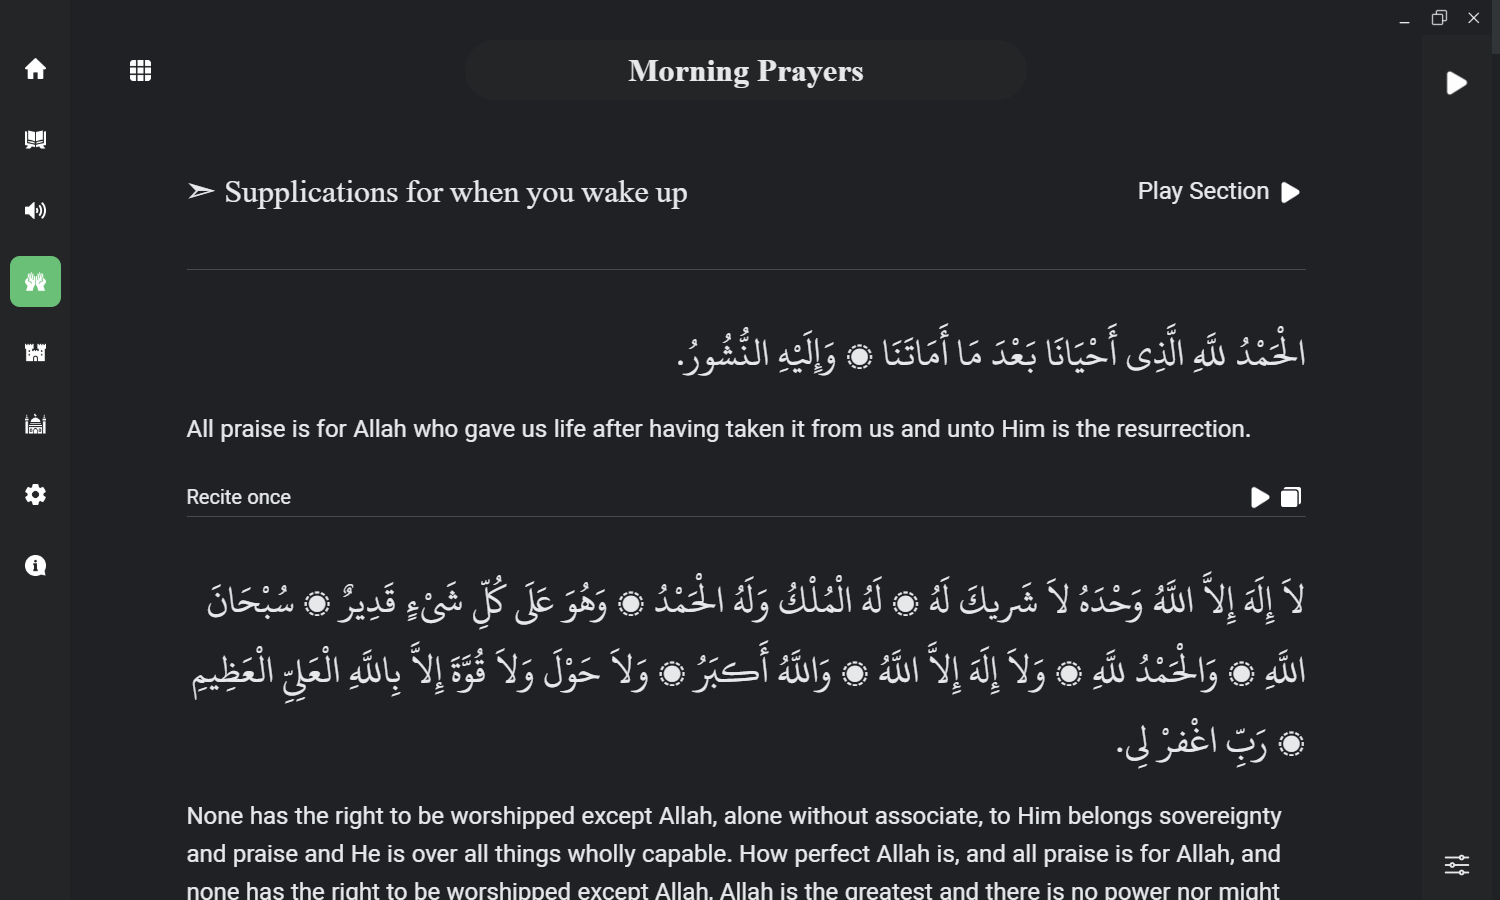 Morning Prayers
➣ Supplications for when you wake up
Play Section
الْحَمْدُ للَّهِ الَّذِى أَحْيَانَا بَعْدَ مَا أَمَاتَنَا ۞ وَإِلَيْهِ النُّشُورُ.
All praise is for Allah who gave us life after having taken it from us and unto Him is the resurrection.
Recite once
لاَ إِلَهَ إِلاَّ اللَّهُ وَحْدَهُ لاَ شَريكَ لَهُ ۞ لَهُ الْمُلْكُ وَلَهُ الْحَمْدُ ۞ وَهُوَ عَلَى كُلِّ شَىْءٍ قَدِيرٌ ۞ سُبْحَانَ
اللَّهِ ۞ وَالْحَمْدُ للَّهِ ۞ وَلاَ إِلَهَ إِلاَّ اللَّهُ ۞ وَاللَّهُ أَكبَرُ ۞ وَلاَ حَوْلَ وَلاَ قُوَّةَ إِلاَّ بِاللَّهِ الْعَلِيِّ الْعَظِيمِ
۞ رَبِّ اغْفرْ لِى.
None has the right to be worshipped except Allah, alone without associate, to Him belongs sovereignty
and praise and He is over all things wholly capable. How perfect Allah is, and all praise is for Allah, and
none has the right to be worshipped except Allah, Allah is the greatest and there is no power nor might